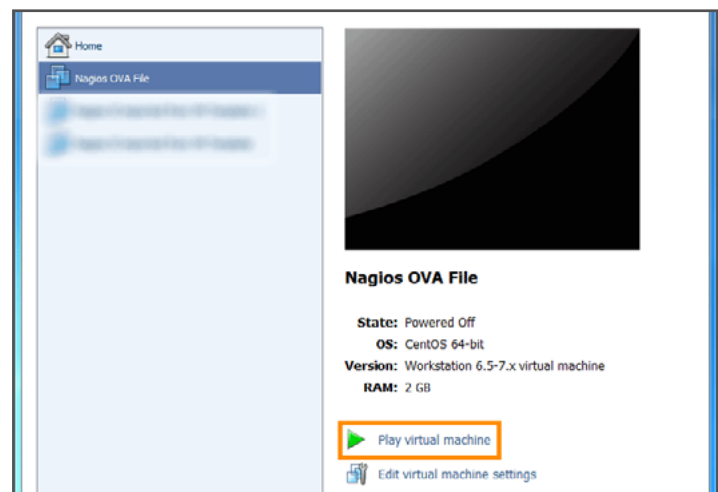 Home
Nagios OVA File
Nagios OVA File
State: Powered Off
OS: CentOS 64-bit
Version: Workstation 6.5-7.x virtual machine
RAM: 2 GB
Play virtual machine
Edit virtual machine settings